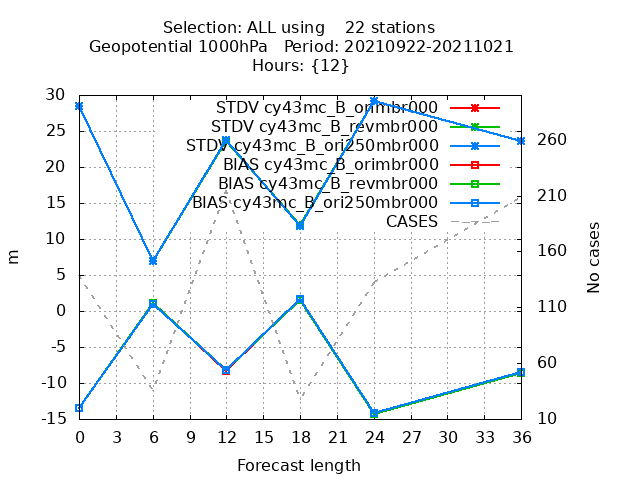 Selection: ALL using    22 stations
Geopotential 1000hPa   Period: 20210922-20211021
Hours: {12}
STDV cy43mc_B_orimbr000
STDV cy43mc_B_revmbr000
STDV cy43mc_B_ori250mbr000
BIAS cy43mc_B_orimbr000
BIAS cy43mc_B_revmbr000
BIAS cy43mc_B_ori250mbr000
CASES
30
25
20
15
10
5
0
-5
-10
-15
m
260
210
160
110
60
10
No cases
0 3 6 9 12 15 18 21 24 27 30 33 36
Forecast length